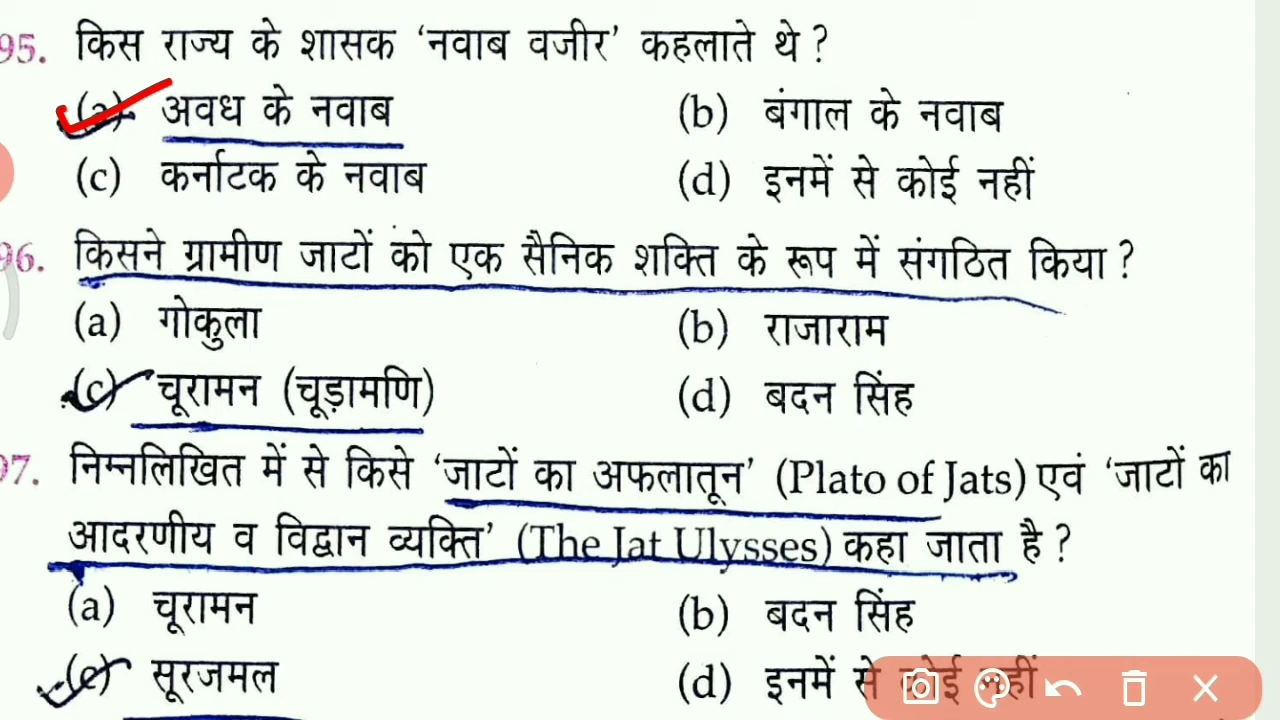 95. किस राज्य के शासक 'नवाब वजीर' कहलाते थे ?
(a) अवध के नवाब (b) बंगाल के नवाब
(c) कर्नाटक के नवाब (d) इनमें से कोई नहीं
96. किसने ग्रामीण जाटों को एक सैनिक शक्ति के रूप में संगठित किया ?
(a) गोकुला (b) राजाराम
(c) चूरामन (चूड़ामणि) (d) बदन सिंह
97. निम्नलिखित में से किसे 'जाटों का अफलातून' (Plato of Jats) एवं 'जाटों का
आदरणीय व विद्वान व्यक्ति' (The Jat Ulysses) कहा जाता है ?
(a) चूरामन (b) बदन सिंह
(c) सूरजमल (d) इनमें से कोई नहीं